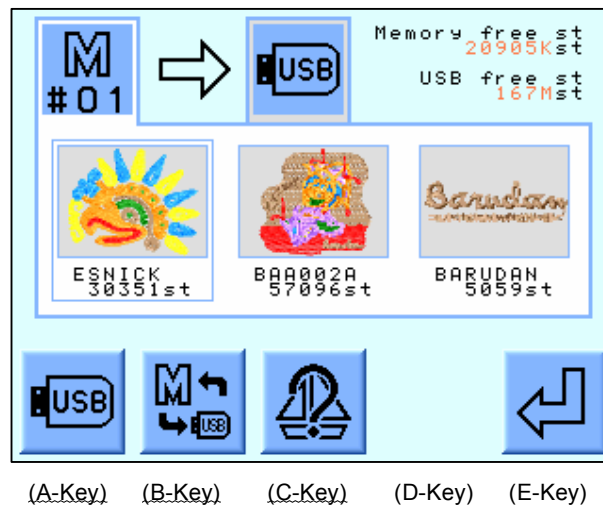 M
#01
USB
Memory free st
20905Kst
USB free st
167Mst
Barudan
ESNICK
30351st
BAA002A
57096st
BARUDAN
5059st
USB
M
USB
?
(A-Key) (B-Key) (C-Key) (D-Key) (E-Key)